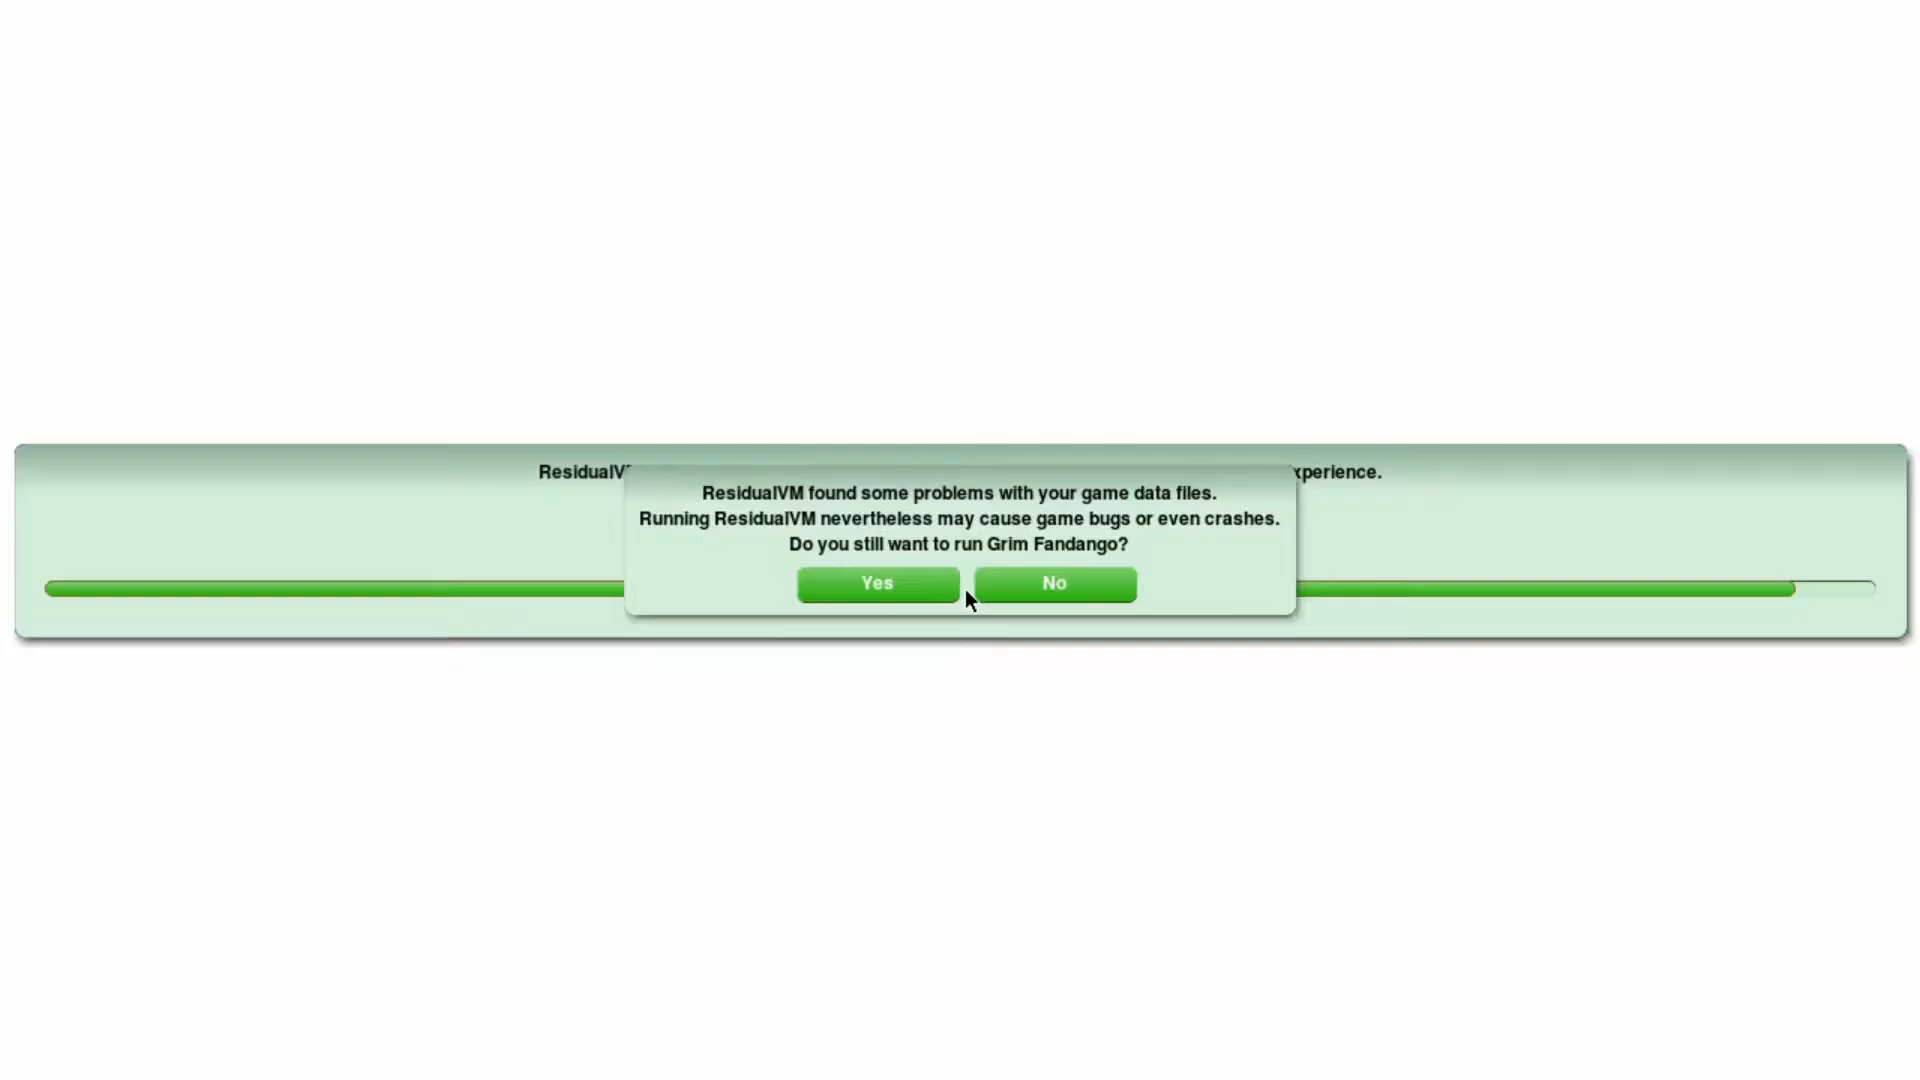 ResidualV
xperience.
ResidualVM found some problems with your game data files.
Running ResidualVM nevertheless may cause game bugs or even crashes.
Do you still want to run Grim Fandango?
Yes
No